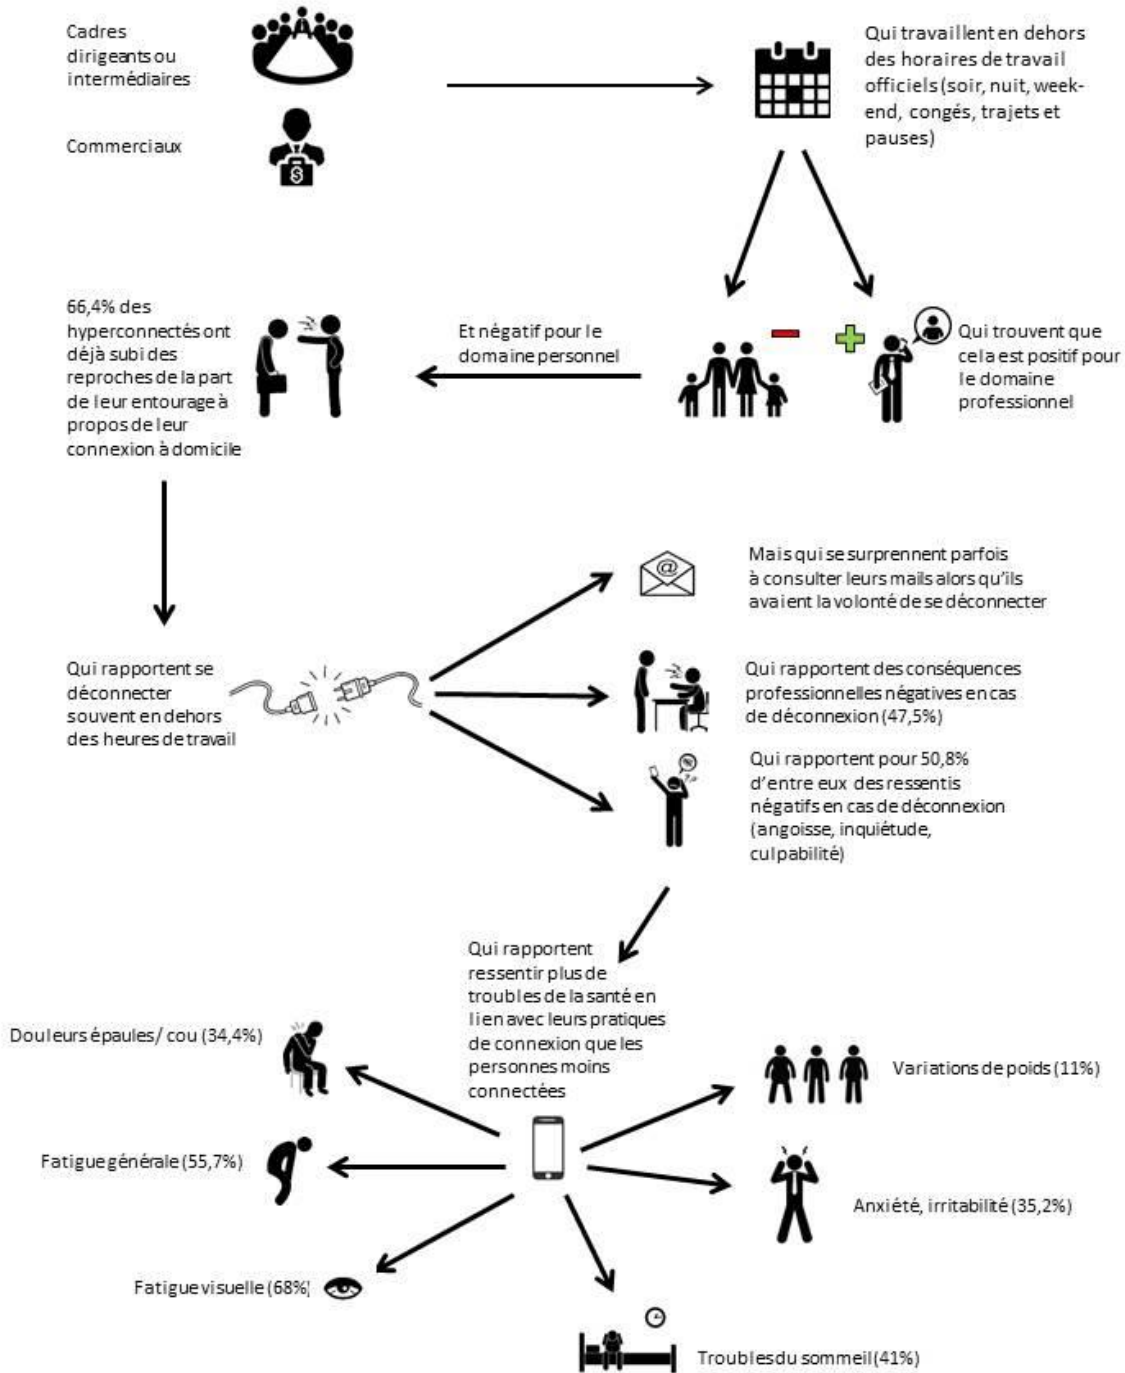 Cadres
dirigeants ou
intermédiaires
Commerciaux
Qui travaillent en dehors
des horaires de travail
officiels (soir, nuit, week-
end, congés, trajets et
pauses)
66,4% des
hyperconnectés ont
déjà subi des
reproches de la part
de leur entourage à
propos de leur
connexion à domicile
Et négatif pour le
domaine personnel
Qui trouvent que
cela est positif pour
le domaine
professionnel
Mais qui se surprennent parfois
à consulter leurs mails alors qu'ils
avaient la volonté de se déconnecter
Qui rapportent se
déconnecter
souvent en dehors
des heures de travail
Qui rapportent des conséquences
professionnelles négatives en cas
de déconnexion (47,5%)
Qui rapportent pour 50,8%
d'entre eux des ressentis
négatifs en cas de déconnexion
(angoisse, inquiétude,
culpabilité)
Qui rapportent
ressentir plus de
troubles de la santé en
lien avec leurs pratiques
de connexion que les
personnes moins
connectées
Douleurs épaules/ cou (34,4%)
Variations de poids (11%)
Fatigue générale (55,7%)
Anxiété, irritabilité (35,2%)
Fatigue visuelle (68%)
Troubles du sommeil (41%)